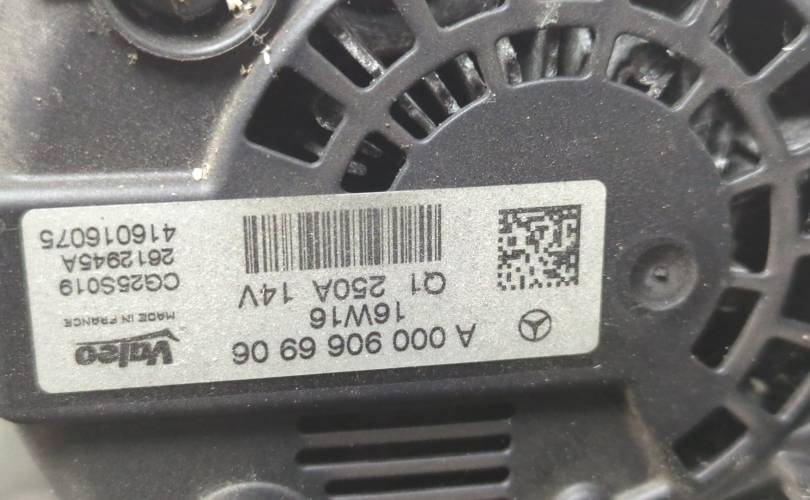 A 000 906 69 06
16W16
Q1 250A 14V
Valeo
MADE IN FRANCE
CG25S019
2612945A
416016075